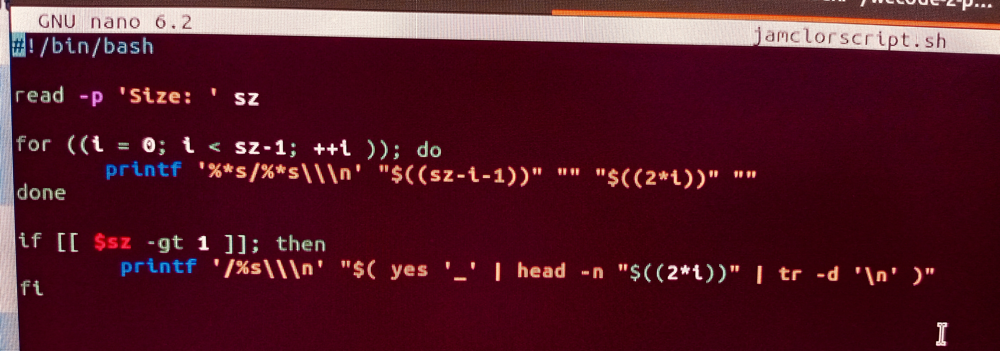 GNU nano 6.2 jamclorscript.sh
#!/bin/bash
read -p 'Size: ' sz
for ((i = 0; i < sz-1; ++i )); do
printf '%*s/%*s\\\n' "$((sz-i-1))" "" "$((2*i))" ""
done
if [[ $sz -gt 1 ]]; then
printf '/%s\\\n' "$( yes '_' | head -n "$((2*i))" | tr -d '\n' )"
fi